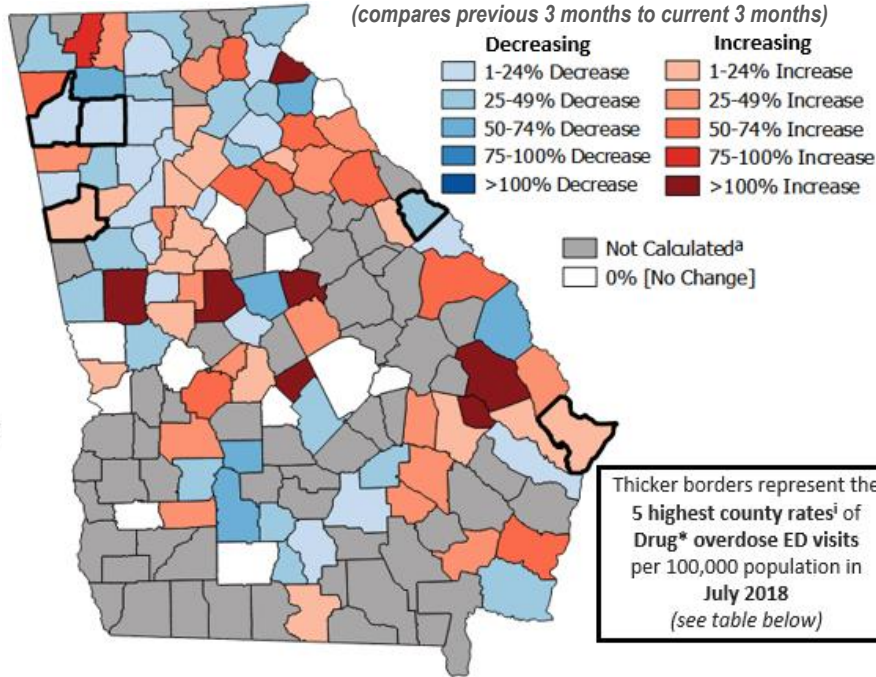 (compares previous 3 months to current 3 months)
Decreasing
1-24% Decrease
25-49% Decrease
50-74% Decrease
75-100% Decrease
>100% Decrease
Increasing
1-24% Increase
25-49% Increase
50-74% Increase
75-100% Increase
>100% Increase
Not Calculatedᵃ
0% [No Change]
Thicker borders represent the
5 highest county ratesⁱ of
Drug* overdose ED visits
per 100,000 population in
July 2018
(see table below)